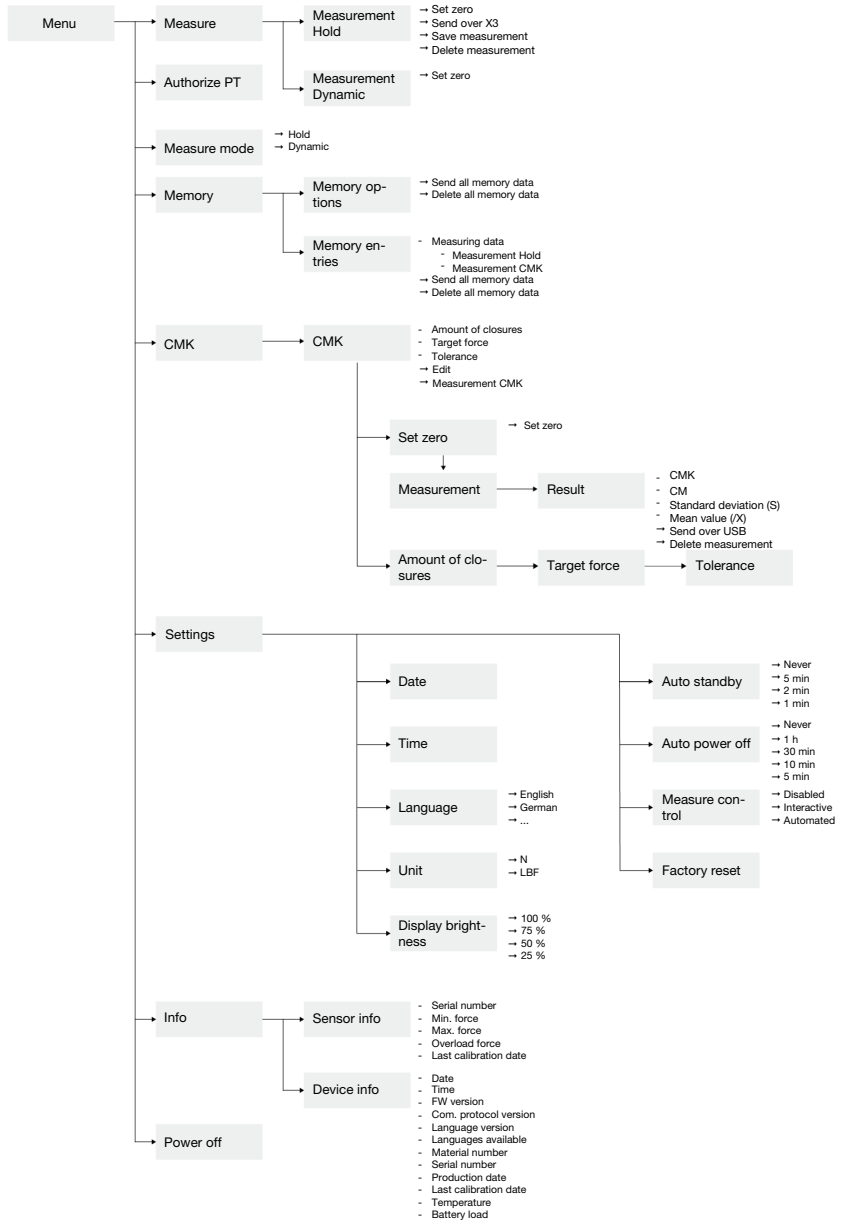 Menu
Measure
Measurement
Hold
→ Set zero
→ Send over X3
→ Save measurement
→ Delete measurement
Measurement
Dynamic
→ Set zero
Authorize PT
Measure mode
→ Hold
→ Dynamic
Memory
Memory op-
tions
→ Send all memory data
→ Delete all memory data
Memory en-
tries
- Measuring data
- Measurement Hold
- Measurement CMK
→ Send all memory data
→ Delete all memory data
CMK
CMK
- Amount of closures
- Target force
- Tolerance
→ Edit
→ Measurement CMK
Set zero
→ Set zero
Measurement
Result
- CMK
- CM
- Standard deviation (S)
- Mean value (/X)
→ Send over USB
→ Delete measurement
Amount of clo-
sures
Target force
Tolerance
Settings
Date
Time
Language
→ English
→ German
→ ...
Unit
→ N
→ LBF
Display bright-
ness
→ 100 %
→ 75 %
→ 50 %
→ 25 %
Auto standby
→ Never
→ 5 min
→ 2 min
→ 1 min
Auto power off
→ Never
→ 1 h
→ 30 min
→ 10 min
→ 5 min
Measure con-
trol
→ Disabled
→ Interactive
→ Automated
Factory reset
Info
Sensor info
- Serial number
- Min. force
- Max. force
- Overload force
- Last calibration date
Device info
- Date
- Time
- FW version
- Com. protocol version
- Language version
- Languages available
- Material number
- Serial number
- Production date
- Last calibration date
- Temperature
- Battery load
Power off